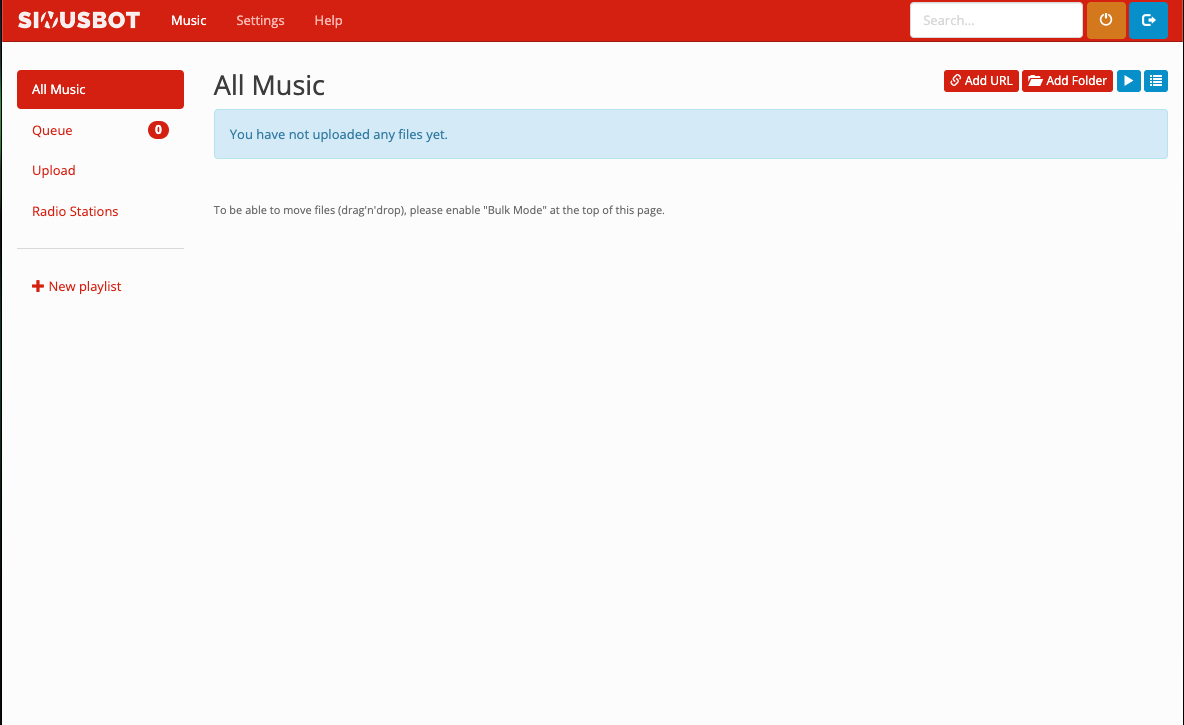 SINUSBOT Music Settings Help Search...
All Music
Queue 0
Upload
Radio Stations
New playlist
All Music
Add URL Add Folder
You have not uploaded any files yet.
To be able to move files (drag'n'drop), please enable "Bulk Mode" at the top of this page.